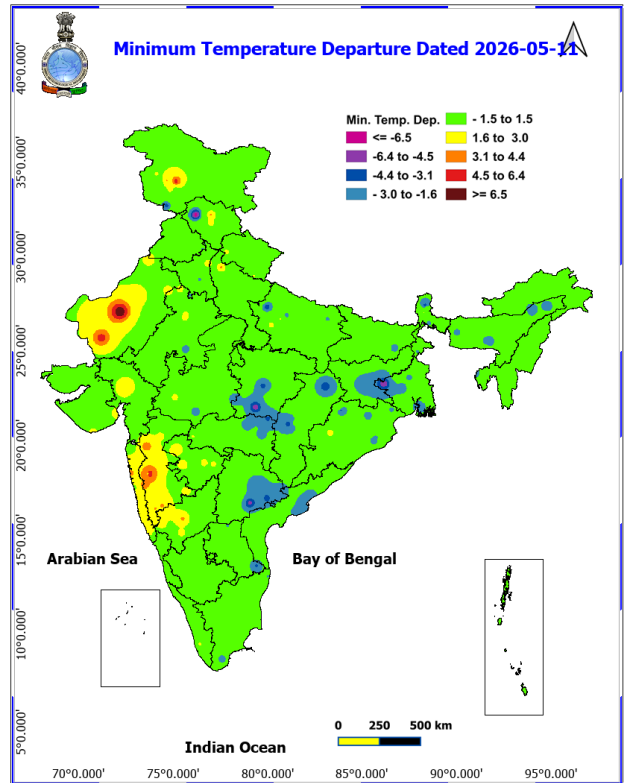 Minimum Temperature Departure Dated 2026-05-11
Min. Temp. Dep.
<= -6.5
-6.4 to -4.5
-4.4 to -3.1
- 3.0 to -1.6
- 1.5 to 1.5
1.6 to 3.0
3.1 to 4.4
4.5 to 6.4
>= 6.5
40°0.000'
35°0.000'
30°0.000'
25°0.000'
20°0.000'
15°0.000'
10°0.000'
5°0.000'
Arabian Sea
Bay of Bengal
Indian Ocean
0 250 500 km
70°0.000' 75°0.000' 80°0.000' 85°0.000' 90°0.000' 95°0.000'